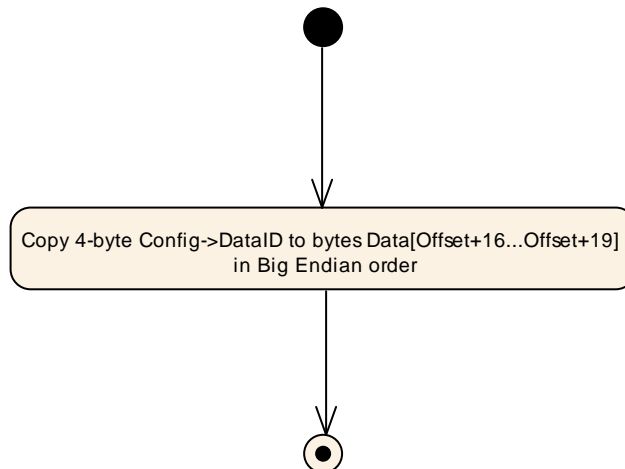 Copy 4-byte Config->DataID to bytes Data[Offset+16...Offset+19]
in Big Endian order